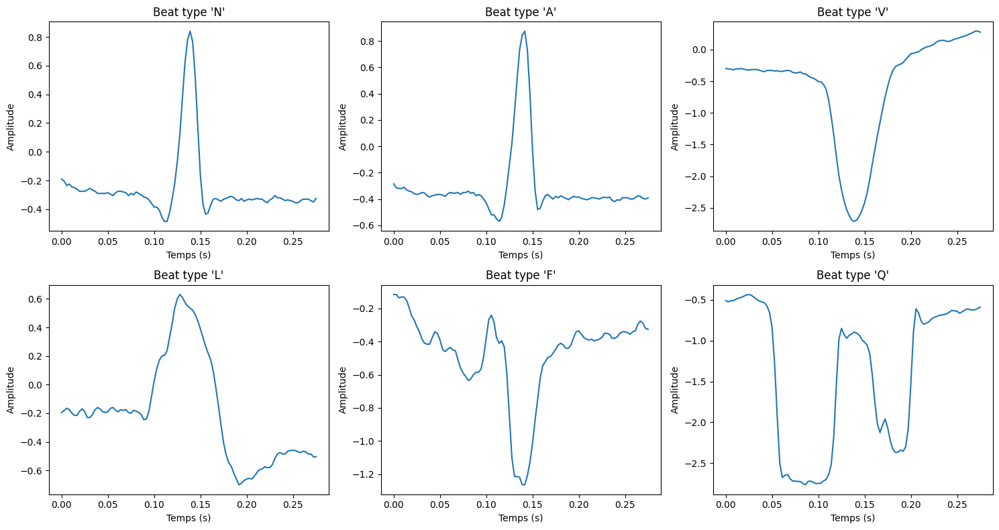 Beat type 'N'
Amplitude
0.8
0.6
0.4
0.2
0.0
−0.2
−0.4
0.00 0.05 0.10 0.15 0.20 0.25
Temps (s)
Beat type 'A'
Amplitude
0.8
0.6
0.4
0.2
0.0
−0.2
−0.4
−0.6
0.00 0.05 0.10 0.15 0.20 0.25
Temps (s)
Beat type 'V'
Amplitude
0.0
−0.5
−1.0
−1.5
−2.0
−2.5
0.00 0.05 0.10 0.15 0.20 0.25
Temps (s)
Beat type 'L'
Amplitude
0.6
0.4
0.2
0.0
−0.2
−0.4
−0.6
0.00 0.05 0.10 0.15 0.20 0.25
Temps (s)
Beat type 'F'
Amplitude
−0.2
−0.4
−0.6
−0.8
−1.0
−1.2
0.00 0.05 0.10 0.15 0.20 0.25
Temps (s)
Beat type 'Q'
Amplitude
−0.5
−1.0
−1.5
−2.0
−2.5
0.00 0.05 0.10 0.15 0.20 0.25
Temps (s)